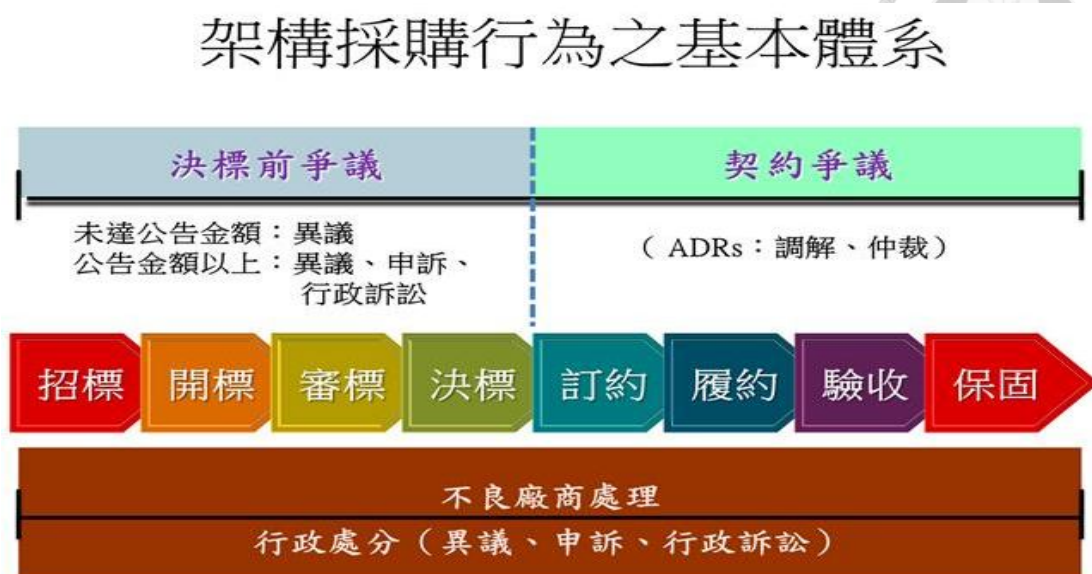 架構採購行為之基本體系
決標前爭議
契約爭議
未達公告金額：異議
公告金額以上：異議、申訴、
行政訴訟
（ADRs：調解、仲裁）
招標
開標
審標
決標
訂約
履約
驗收
保固
不良廠商處理
行政處分（異議、申訴、行政訴訟）